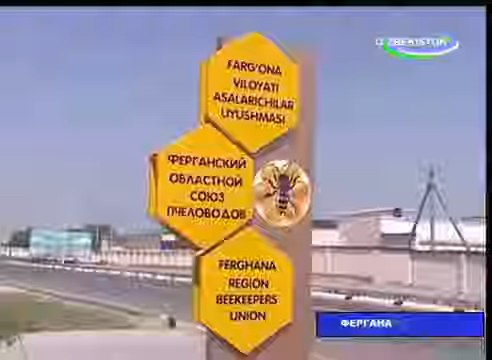 O'ZBEKISTON
FARG'ONA
VILOYATI
ASALARICHILAR
UYUSHMASI
ФЕРГАНСКИЙ
ОБЛАСТНОЙ
СОЮЗ
ПЧЕЛОВОДОВ
FERGHANA
REGION
BEEKEEPERS
UNION
ФЕРГАНА